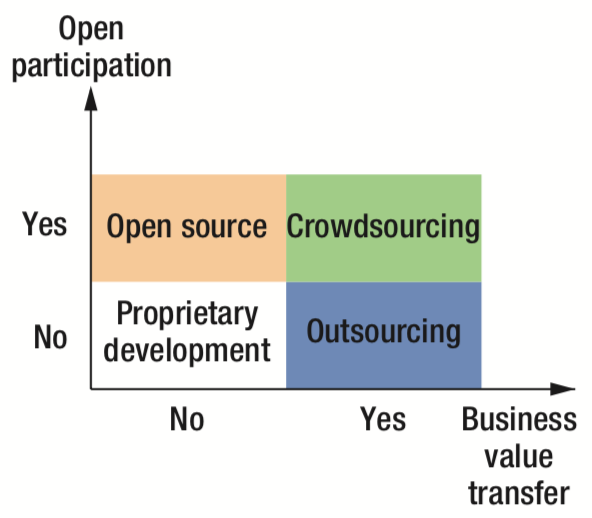 Open
participation
Yes
Open source
Crowdsourcing
No
Proprietary
development
Outsourcing
No
Yes
Business
value
transfer